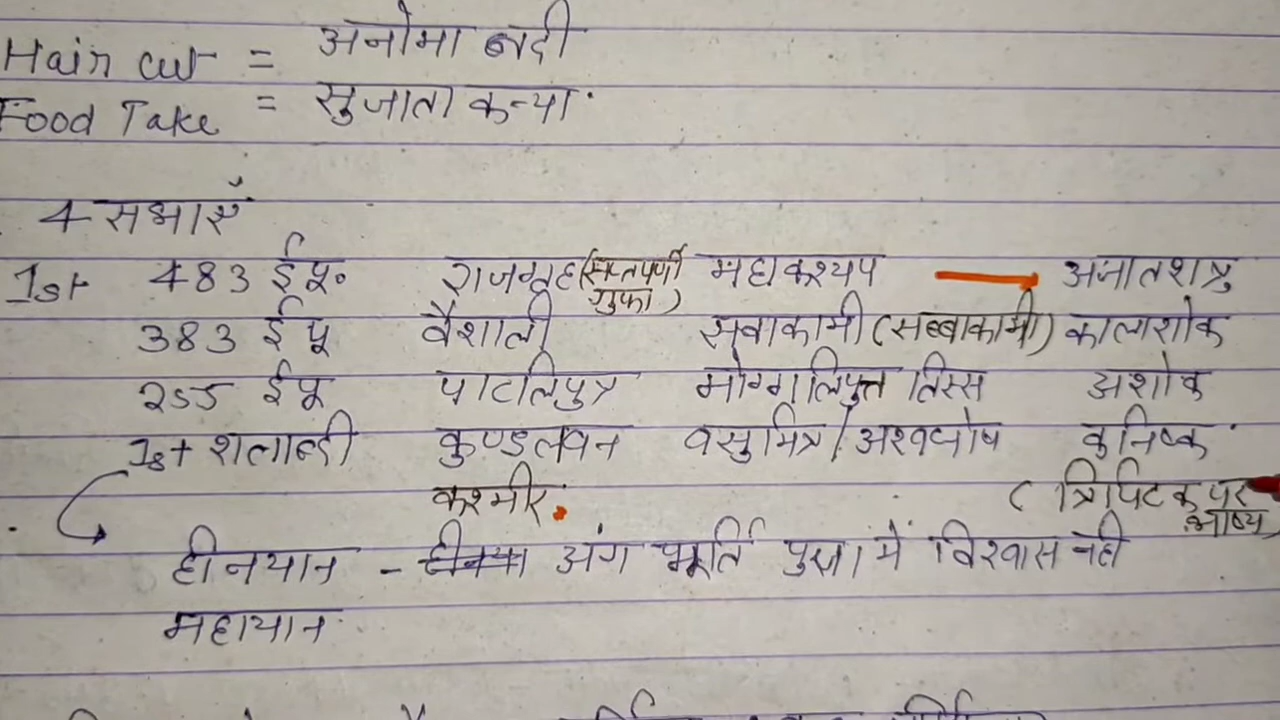 Hair cut = अनोमा नदी
Food Take = सुजाता कन्या.
4 सभाएँ
1st 483 ई.पू. राजगृह (सप्तपर्णी गुफा) महाकश्यप — अजातशत्रु
383 ई पू वैशाली सवाकामी (सब्बाकामी) कालाशोक
255 ई पू पाटलिपुत्र मोग्गलिपुत्त तिस्स अशोक
1st शताब्दी कुण्डलवन वसुमित्र/अश्वघोष कनिष्क
कश्मीर. ( त्रिपिटक पर भाष्य)
हीनयान - अंग मूर्ति पुजा में विश्वास नही
महायान